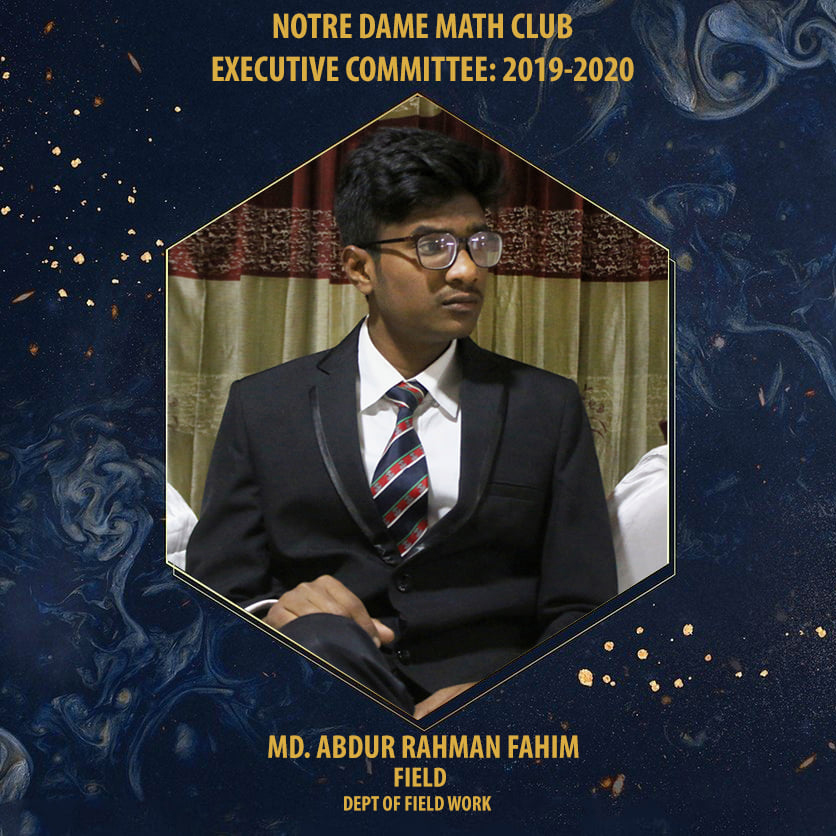 NOTRE DAME MATH CLUB
EXECUTIVE COMMITTEE: 2019-2020
MD. ABDUR RAHMAN FAHIM
FIELD
DEPT OF FIELD WORK